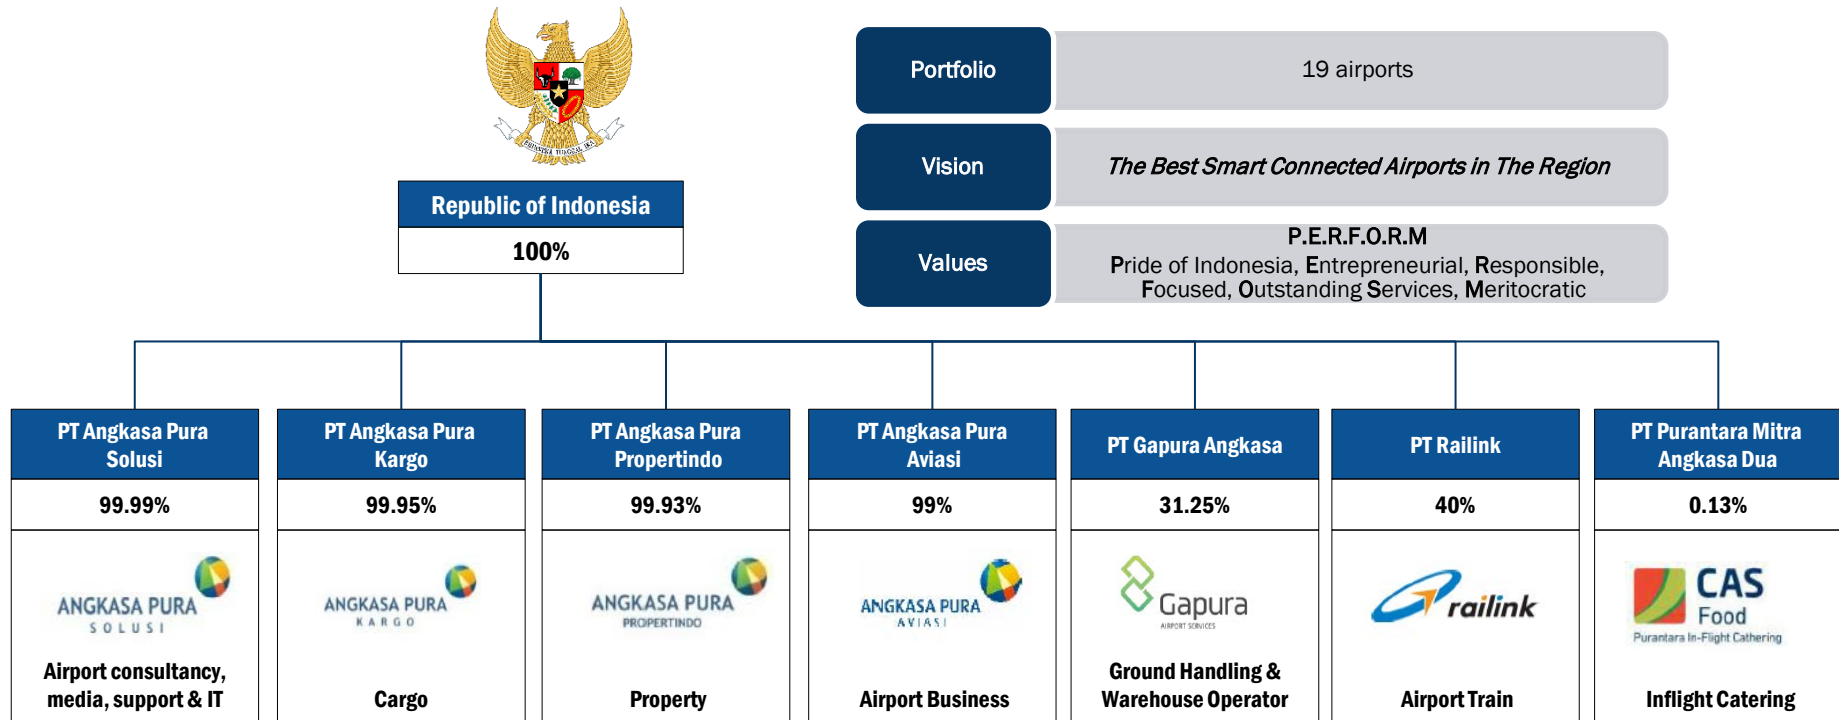 BHINNEKA TUNGGAL IKA
Republic of Indonesia
100%
Portfolio
19 airports
Vision
The Best Smart Connected Airports in The Region
Values
P.E.R.F.O.R.M
Pride of Indonesia, Entrepreneurial, Responsible,
Focused, Outstanding Services, Meritocratic
PT Angkasa Pura
Solusi
99.99%
ANGKASA PURA
SOLUSI
Airport consultancy,
media, support & IT
PT Angkasa Pura
Kargo
99.95%
ANGKASA PURA
KARGO
Cargo
PT Angkasa Pura
Propertindo
99.93%
ANGKASA PURA
PROPERTINDO
Property
PT Angkasa Pura
Aviasi
99%
ANGKASA PURA
AVIASI
Airport Business
PT Gapura Angkasa
31.25%
Gapura
AIRPORT SERVICES
Ground Handling &
Warehouse Operator
PT Railink
40%
railink
Airport Train
PT Purantara Mitra
Angkasa Dua
0.13%
CAS
Food
Purantara In-Flight Cathering
Inflight Catering